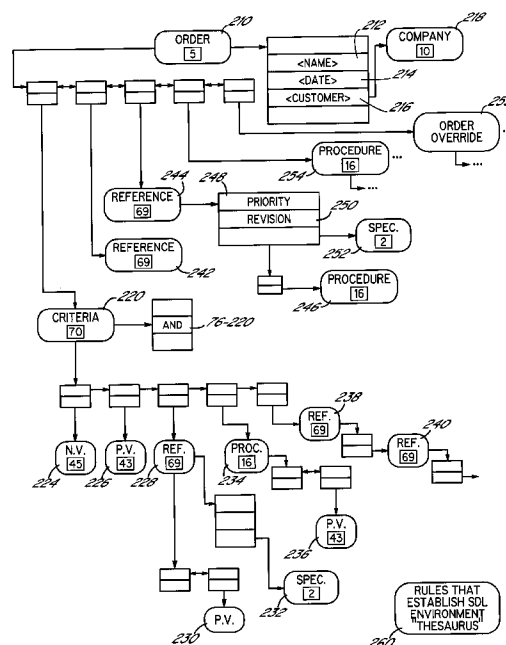 210
ORDER
5
212
218
COMPANY
10
<NAME>
<DATE>
214
<CUSTOMER>
216
ORDER
OVERRIDE
...
PROCEDURE
16
...
254
...
244
248
REFERENCE
69
PRIORITY
REVISION
250
SPEC.
2
252
REFERENCE
69
242
PROCEDURE
16
246
220
CRITERIA
70
AND
76-220
238
REF.
69
240
REF.
69
N.V.
45
224
P.V.
43
226
REF.
69
228
PROC.
16
234
P.V.
43
236
SPEC.
2
232
P.V.
230
RULES THAT
ESTABLISH SDL
ENVIRONMENT
"THESAURUS"
260